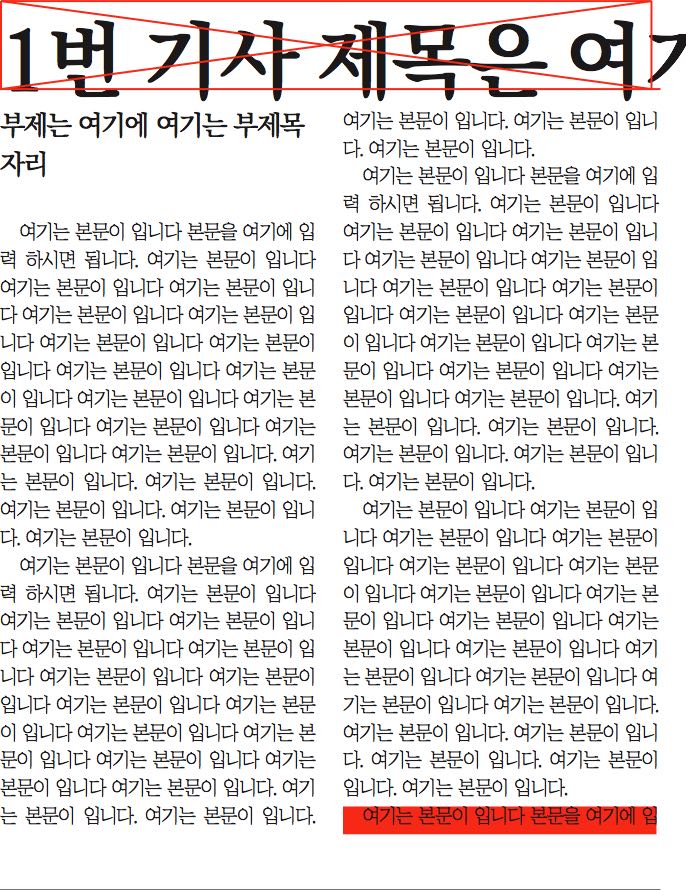 1번 기사 제목은 여기
부제는 여기에 여기는 부제목
자리
여기는 본문이 입니다 본문을 여기에 입
력 하시면 됩니다. 여기는 본문이 입니다
여기는 본문이 입니다 여기는 본문이 입니
다 여기는 본문이 입니다 여기는 본문이 입
니다 여기는 본문이 입니다 여기는 본문이
입니다 여기는 본문이 입니다 여기는 본문
이 입니다 여기는 본문이 입니다 여기는 본
문이 입니다 여기는 본문이 입니다 여기는
본문이 입니다 여기는 본문이 입니다. 여기
는 본문이 입니다. 여기는 본문이 입니다.
여기는 본문이 입니다. 여기는 본문이 입니
다. 여기는 본문이 입니다.
여기는 본문이 입니다 본문을 여기에 입
력 하시면 됩니다. 여기는 본문이 입니다
여기는 본문이 입니다 여기는 본문이 입니
다 여기는 본문이 입니다 여기는 본문이 입
니다 여기는 본문이 입니다 여기는 본문이
입니다 여기는 본문이 입니다 여기는 본문
이 입니다 여기는 본문이 입니다 여기는 본
문이 입니다 여기는 본문이 입니다 여기는
본문이 입니다 여기는 본문이 입니다. 여기
는 본문이 입니다. 여기는 본문이 입니다.
여기는 본문이 입니다. 여기는 본문이 입니
다. 여기는 본문이 입니다.
여기는 본문이 입니다 본문을 여기에 입
력 하시면 됩니다. 여기는 본문이 입니다
여기는 본문이 입니다 여기는 본문이 입니
다 여기는 본문이 입니다 여기는 본문이 입
니다 여기는 본문이 입니다 여기는 본문이
입니다 여기는 본문이 입니다 여기는 본문
이 입니다 여기는 본문이 입니다 여기는 본
문이 입니다 여기는 본문이 입니다 여기는
본문이 입니다 여기는 본문이 입니다. 여기
는 본문이 입니다. 여기는 본문이 입니다.
여기는 본문이 입니다. 여기는 본문이 입니
다. 여기는 본문이 입니다.
여기는 본문이 입니다 여기는 본문이 입
니다 여기는 본문이 입니다 여기는 본문이
입니다 여기는 본문이 입니다 여기는 본문
이 입니다 여기는 본문이 입니다 여기는 본
문이 입니다 여기는 본문이 입니다 여기는
본문이 입니다 여기는 본문이 입니다 여기
는 본문이 입니다 여기는 본문이 입니다 여
기는 본문이 입니다 여기는 본문이 입니다.
여기는 본문이 입니다. 여기는 본문이 입니
다. 여기는 본문이 입니다. 여기는 본문이
입니다. 여기는 본문이 입니다.
여기는 본문이 입니다 본문을 여기에 입